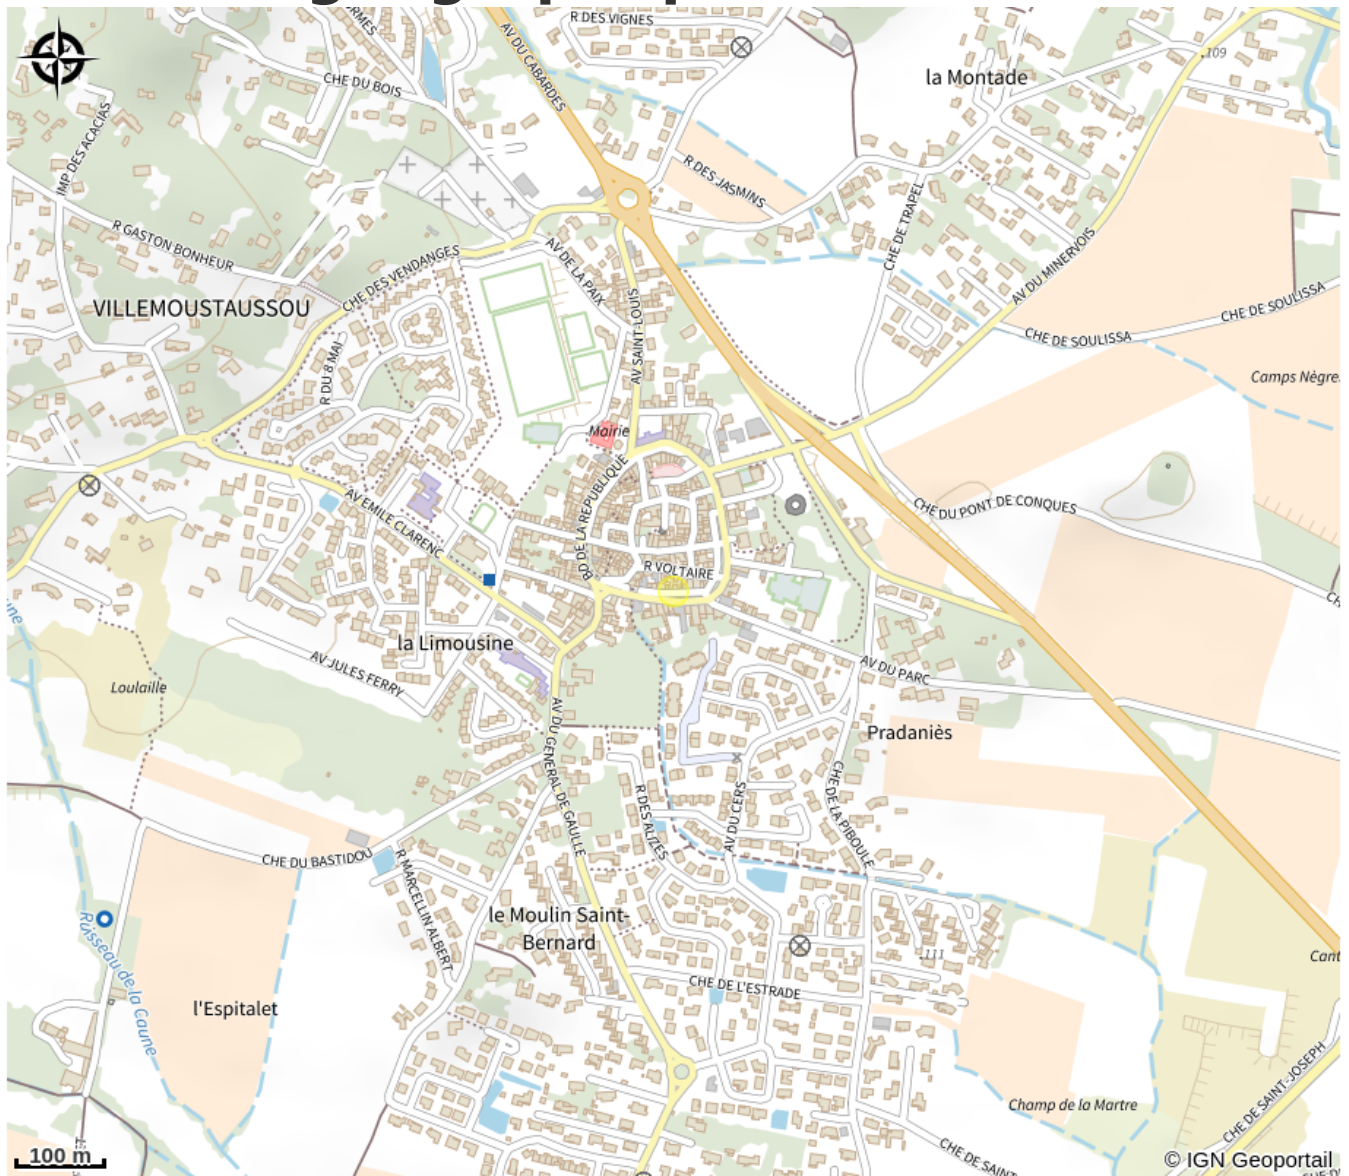 R DES VIGNES
AV DU CABARDES
la Montade
109
CHE DU BOIS
IMP DES ACACIAS
R DES JASMINS
CHE DE TRAPEL
R GASTON BONHEUR
CHE DES VENDANGES
AV DE LA PAIX
AV DU MINERVOIS
VILLEMOUSTAUSSOU
AV SAINT-LOUIS
CHE DE SOULISSA
CHE DE SOULISSA
R DU 8 MAI
Camps Nègre
Mairie
BD DE LA REPUBLIQUE
AV EMILE CLARENC
CHE DU PONT DE CONQUES
R VOLTAIRE
la Limousine
AV JULES FERRY
AV DU PARC
Loulaille
Pradaniès
AV DU GENERAL DE GAULLE
R DES ALIZES
AV DU CERS
CHE DE LA PIBOULE
CHE DU BASTIDOU
R MARCELLIN ALBERT
le Moulin Saint-
Bernard
111
Cant
CHE DE L'ESTRADE
Ruisseau de la Caune
l'Espitalet
Champ de la Martre
CHE DE SAINT-JOSEPH
CHE DE SAINT
100 m
© IGN Geoportail